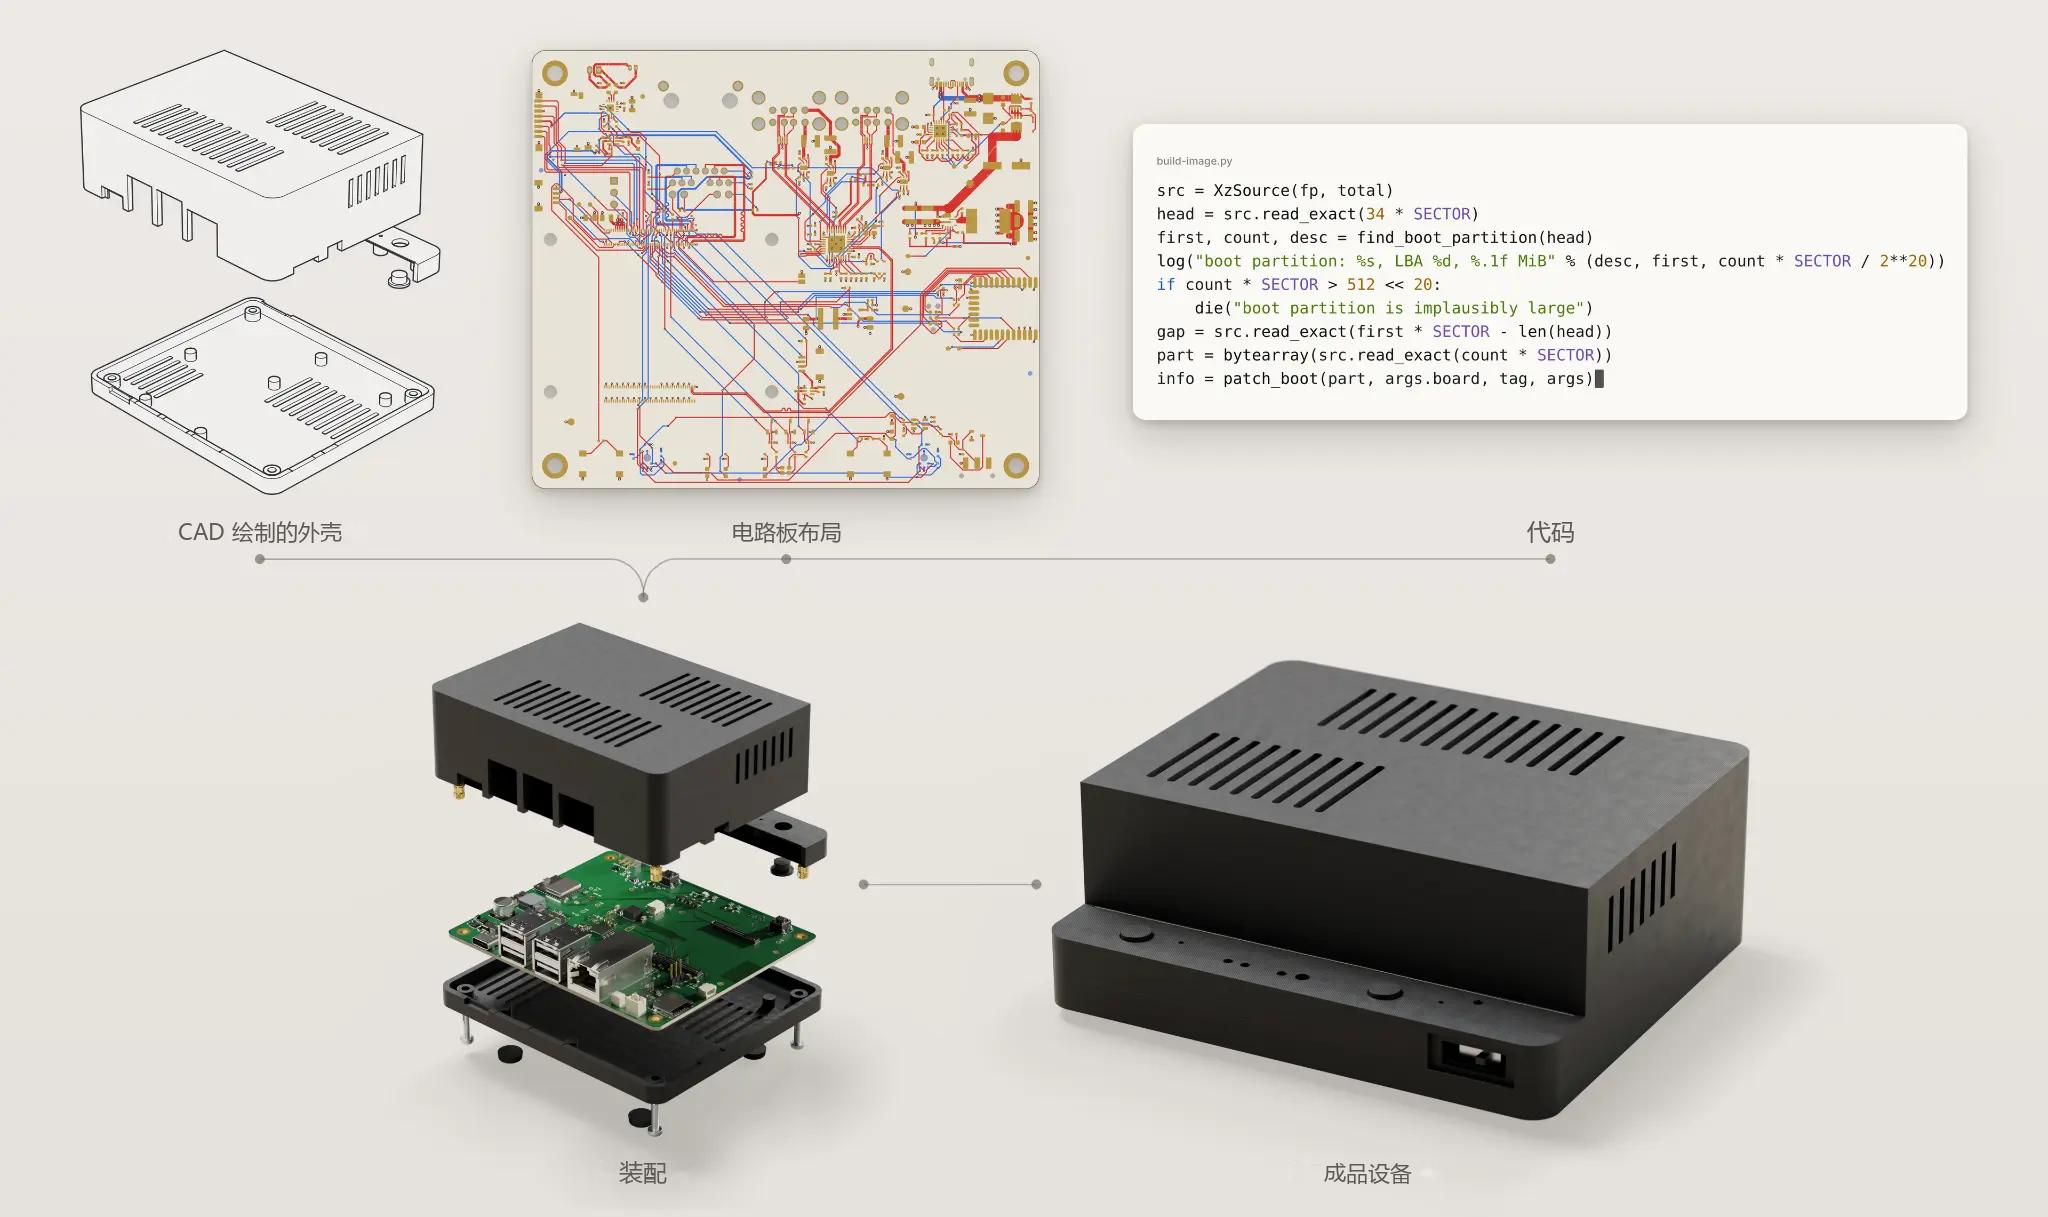 build-image.py
src = XzSource(fp, total)
head = src.read_exact(34 * SECTOR)
first, count, desc = find_boot_partition(head)
log("boot partition: %s, LBA %d, %.1f MiB" % (desc, first, count * SECTOR / 2**20))
if count * SECTOR > 512 << 20:
    die("boot partition is implausibly large")
gap = src.read_exact(first * SECTOR - len(head))
part = bytearray(src.read_exact(count * SECTOR))
info = patch_boot(part, args.board, tag, args)
CAD 绘制的外壳
电路板布局
代码
装配
成品设备